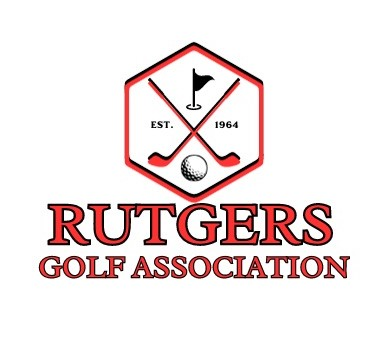 EST. 1964
RUTGERS
GOLF ASSOCIATION